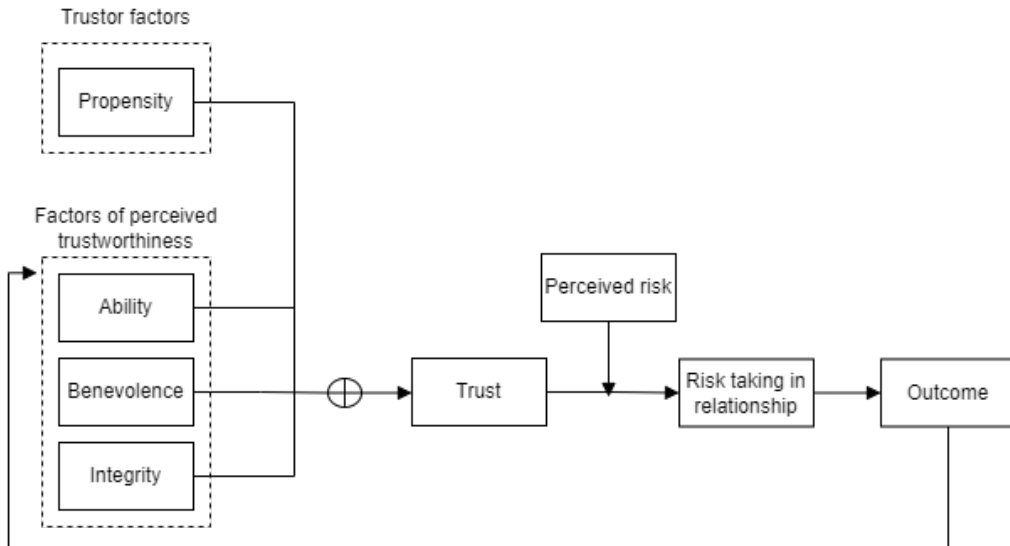 Trustor factors
Propensity
Factors of perceived
trustworthiness
Ability
Benevolence
Integrity
Trust
Perceived risk
Risk taking in
relationship
Outcome